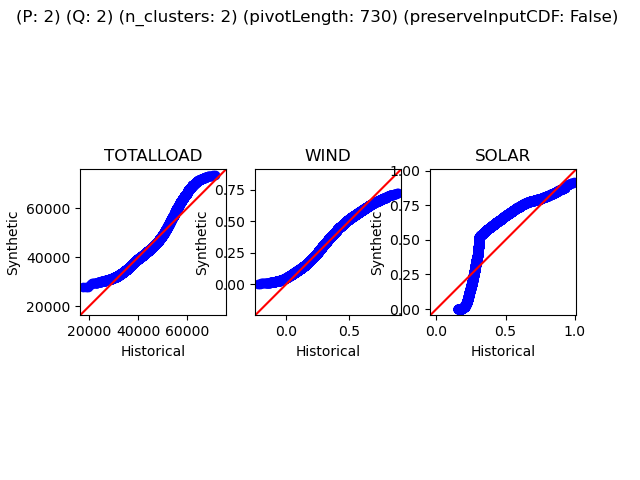 (P: 2) (Q: 2) (n_clusters: 2) (pivotLength: 730) (preserveInputCDF: False)
TOTALLOAD
WIND
SOLAR
Synthetic
60000
40000
20000
20000
40000
60000
Historical
Synthetic
0.75
0.50
0.25
0.00
0.0
0.5
Historical
Synthetic
1.00
0.75
0.50
0.25
0.00
0.0
0.5
1.0
Historical